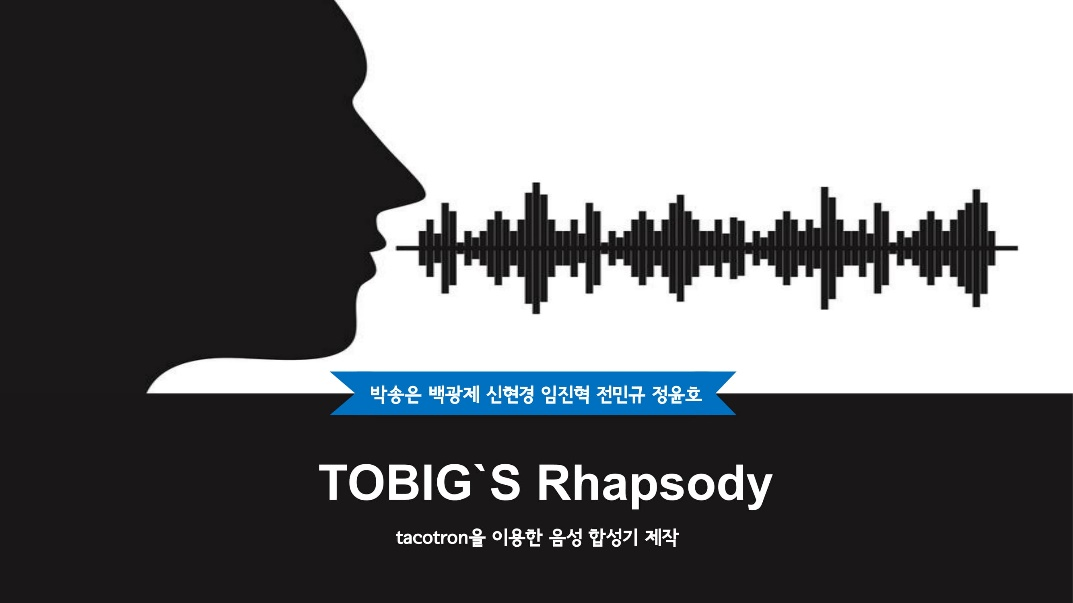 박송은 백광제 신현경 임진혁 전민규 정윤호
TOBIG`S Rhapsody
tacotron을 이용한 음성 합성기 제작